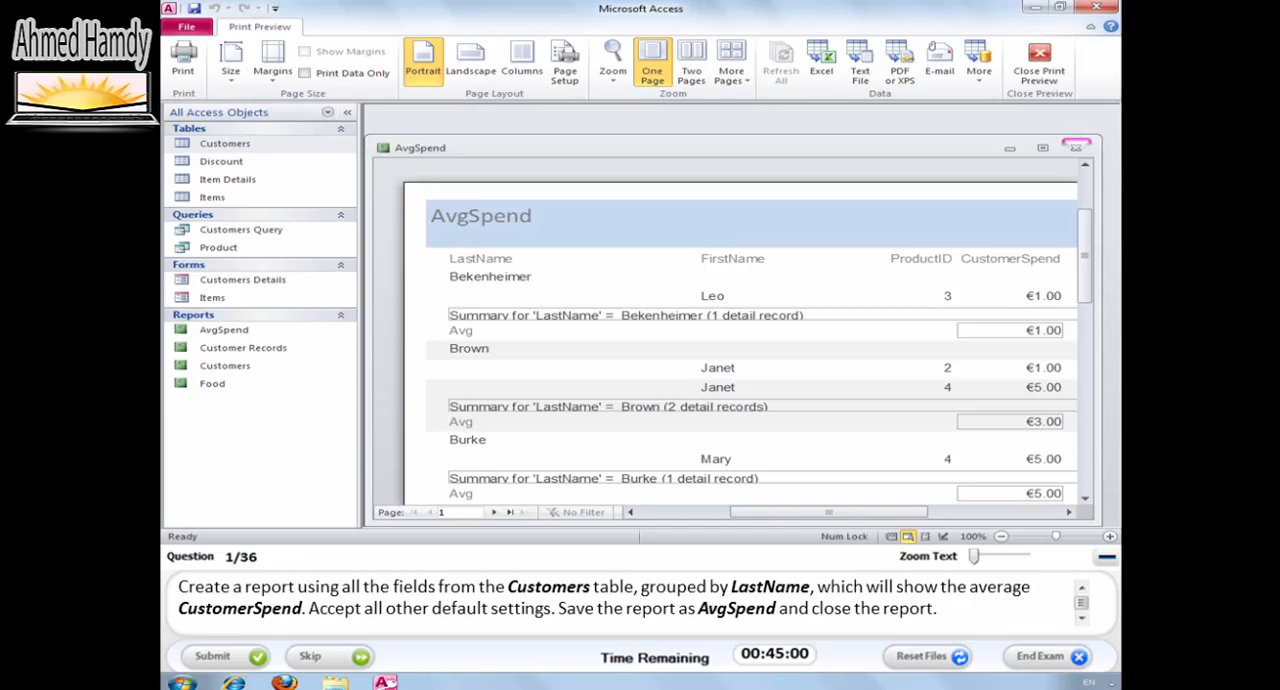 Ahmed Hamdy
Microsoft Access
File Print Preview
Print Size Margins Show Margins Print Data Only Portrait Landscape Columns Page Setup Zoom One Page Two Pages More Pages Refresh All Excel Text File PDF or XPS E-mail More Close Print Preview
Print Page Size Page Layout Zoom Data Close Preview
All Access Objects
Tables
Customers
Discount
Item Details
Items
Queries
Customers Query
Product
Forms
Customers Details
Items
Reports
AvgSpend
Customer Records
Customers
Food
AvgSpend
AvgSpend
LastName FirstName ProductID CustomerSpend
Bekenheimer
Leo 3 €1.00
Summary for 'LastName' = Bekenheimer (1 detail record)
Avg €1.00
Brown
Janet 2 €1.00
Janet 4 €5.00
Summary for 'LastName' = Brown (2 detail records)
Avg €3.00
Burke
Mary 4 €5.00
Summary for 'LastName' = Burke (1 detail record)
Avg €5.00
Page: 1 No Filter
Ready Num Lock 100%
Question 1/36 Zoom Text
Create a report using all the fields from the Customers table, grouped by LastName, which will show the average
CustomerSpend. Accept all other default settings. Save the report as AvgSpend and close the report.
Submit Skip Time Remaining 00:45:00 Reset Files End Exam
EN